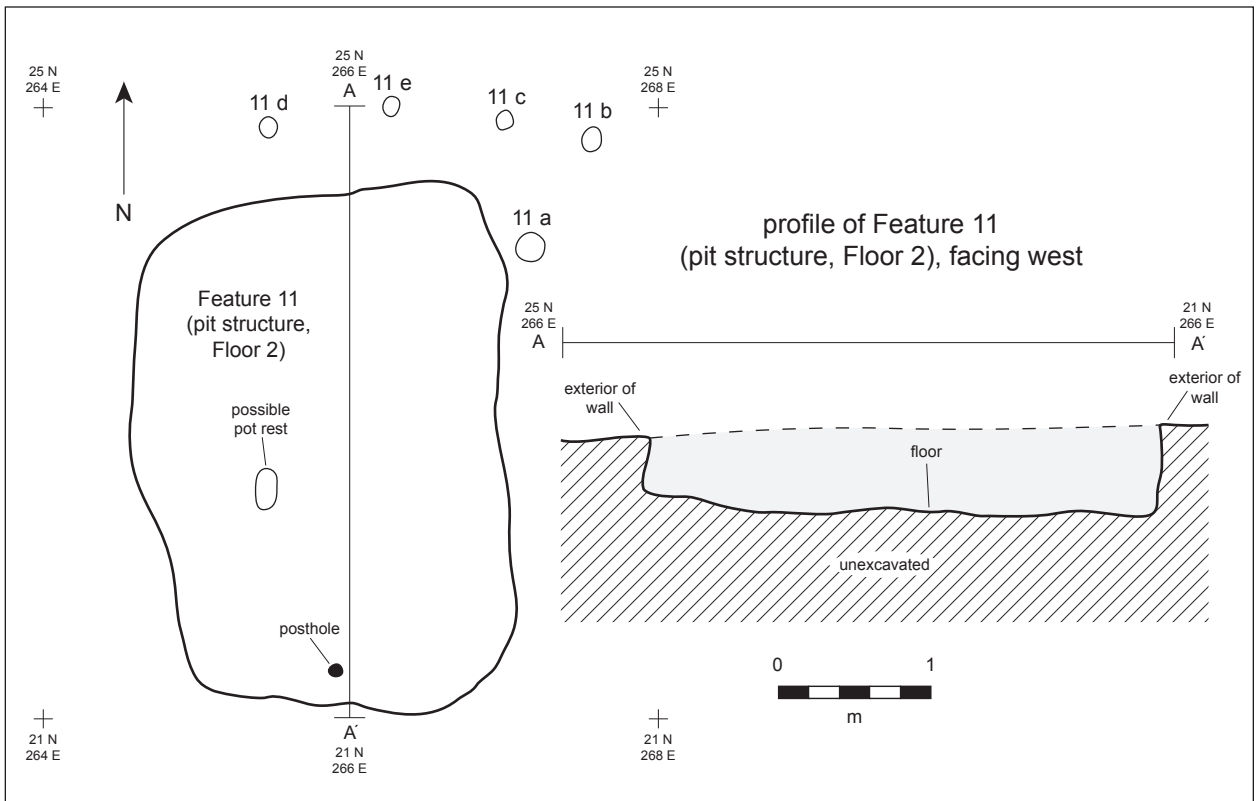 25 N
264 E
N
25 N
266 E
A
11 d
11 e
11 c
11 b
25 N
268 E
11 a
Feature 11
(pit structure,
Floor 2)
possible
pot rest
posthole
A′
21 N
266 E
21 N
264 E
21 N
268 E
profile of Feature 11
(pit structure, Floor 2), facing west
25 N
266 E
A
21 N
266 E
A′
exterior of
wall
exterior of
wall
floor
unexcavated
0 1
m